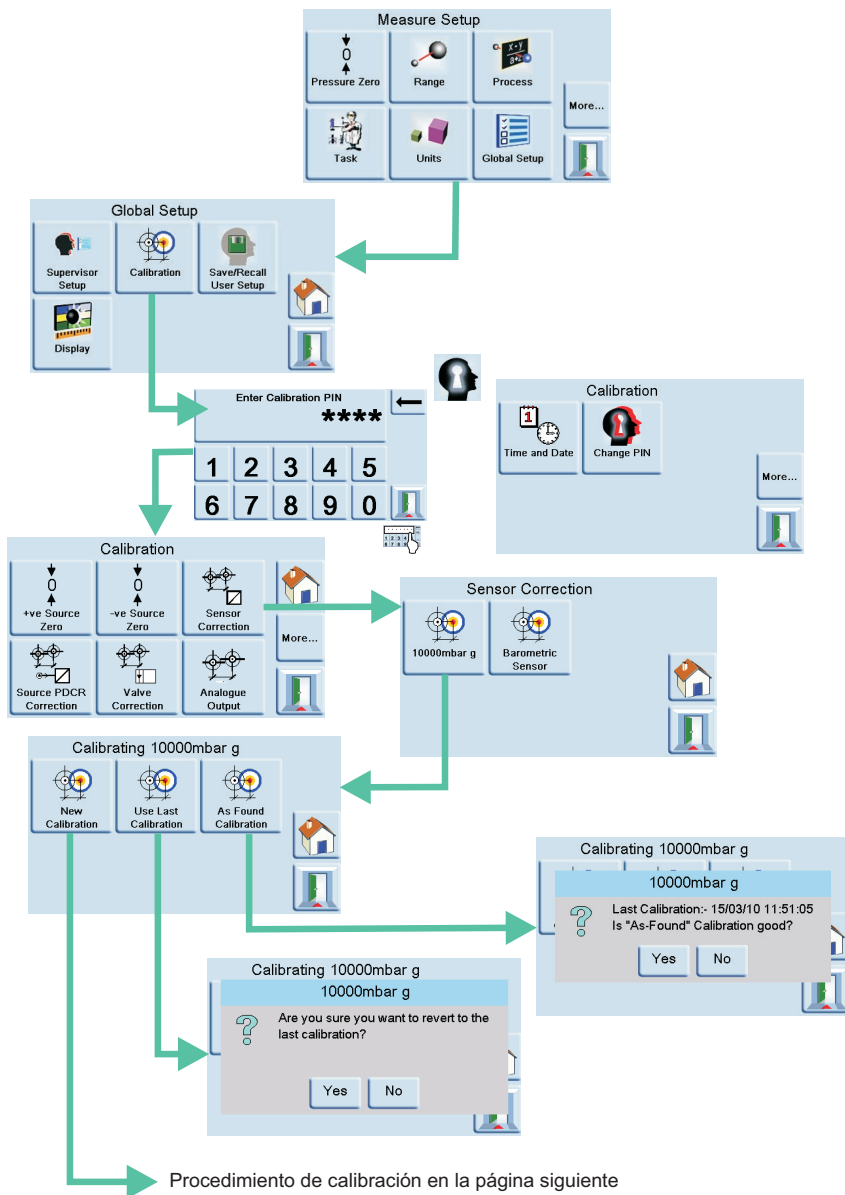 Measure Setup
0
X - Y
a+z
Pressure Zero
Range
Process
More...
Task
Units
Global Setup
Global Setup
Supervisor
Setup
Calibration
Save/Recall
User Setup
Display
Enter Calibration PIN
****
1 2 3 4 5
6 7 8 9 0
Calibration
1
Time and Date
Change PIN
More...
Calibration
0
0
+ve Source
Zero
-ve Source
Zero
Sensor
Correction
More...
Source PDCR
Correction
Valve
Correction
Analogue
Output
Sensor Correction
10000mbar g
Barometric
Sensor
Calibrating 10000mbar g
New
Calibration
Use Last
Calibration
As Found
Calibration
Calibrating 10000mbar g
10000mbar g
Last Calibration:- 15/03/10 11:51:05
Is "As-Found" Calibration good?
Yes
No
Calibrating 10000mbar g
10000mbar g
Are you sure you want to revert to the
last calibration?
Yes
No
Procedimiento de calibración en la página siguiente